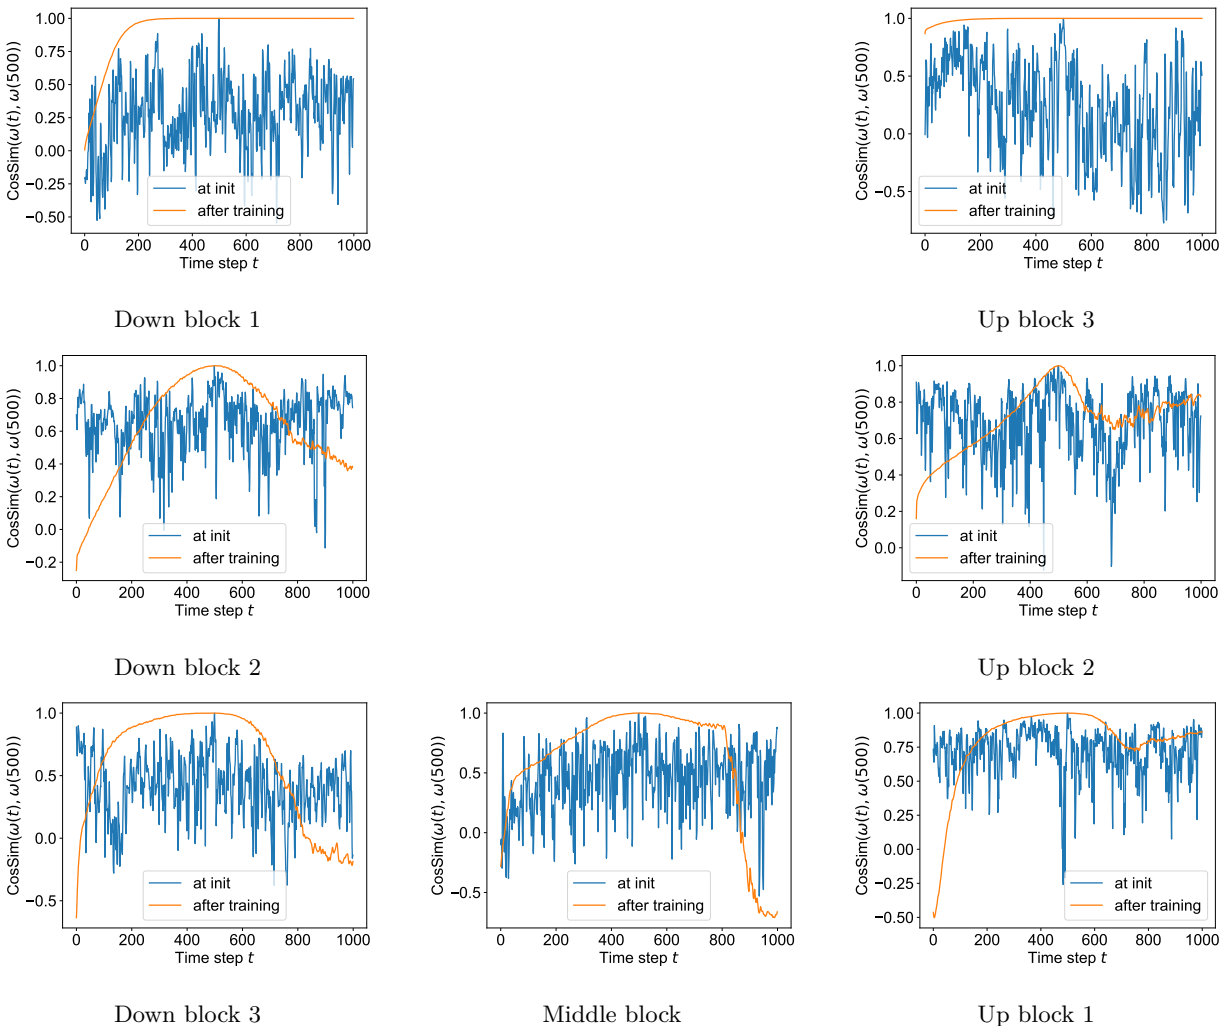 CosSim(ω(t), ω(500))
1.00
0.75
0.50
0.25
0.00
−0.25
−0.50
at init
after training
0 200 400 600 800 1000
Time step t
Down block 1
CosSim(ω(t), ω(500))
1.0
0.5
0.0
−0.5
at init
after training
0 200 400 600 800 1000
Time step t
Up block 3
CosSim(ω(t), ω(500))
1.0
0.8
0.6
0.4
0.2
0.0
−0.2
at init
after training
0 200 400 600 800 1000
Time step t
Down block 2
CosSim(ω(t), ω(500))
1.0
0.8
0.6
0.4
0.2
0.0
at init
after training
0 200 400 600 800 1000
Time step t
Up block 2
CosSim(ω(t), ω(500))
1.0
0.5
0.0
−0.5
at init
after training
0 200 400 600 800 1000
Time step t
Down block 3
CosSim(ω(t), ω(500))
1.0
0.5
0.0
−0.5
at init
after training
0 200 400 600 800 1000
Time step t
Middle block
CosSim(ω(t), ω(500))
1.00
0.75
0.50
0.25
0.00
−0.25
−0.50
at init
after training
0 200 400 600 800 1000
Time step t
Up block 1